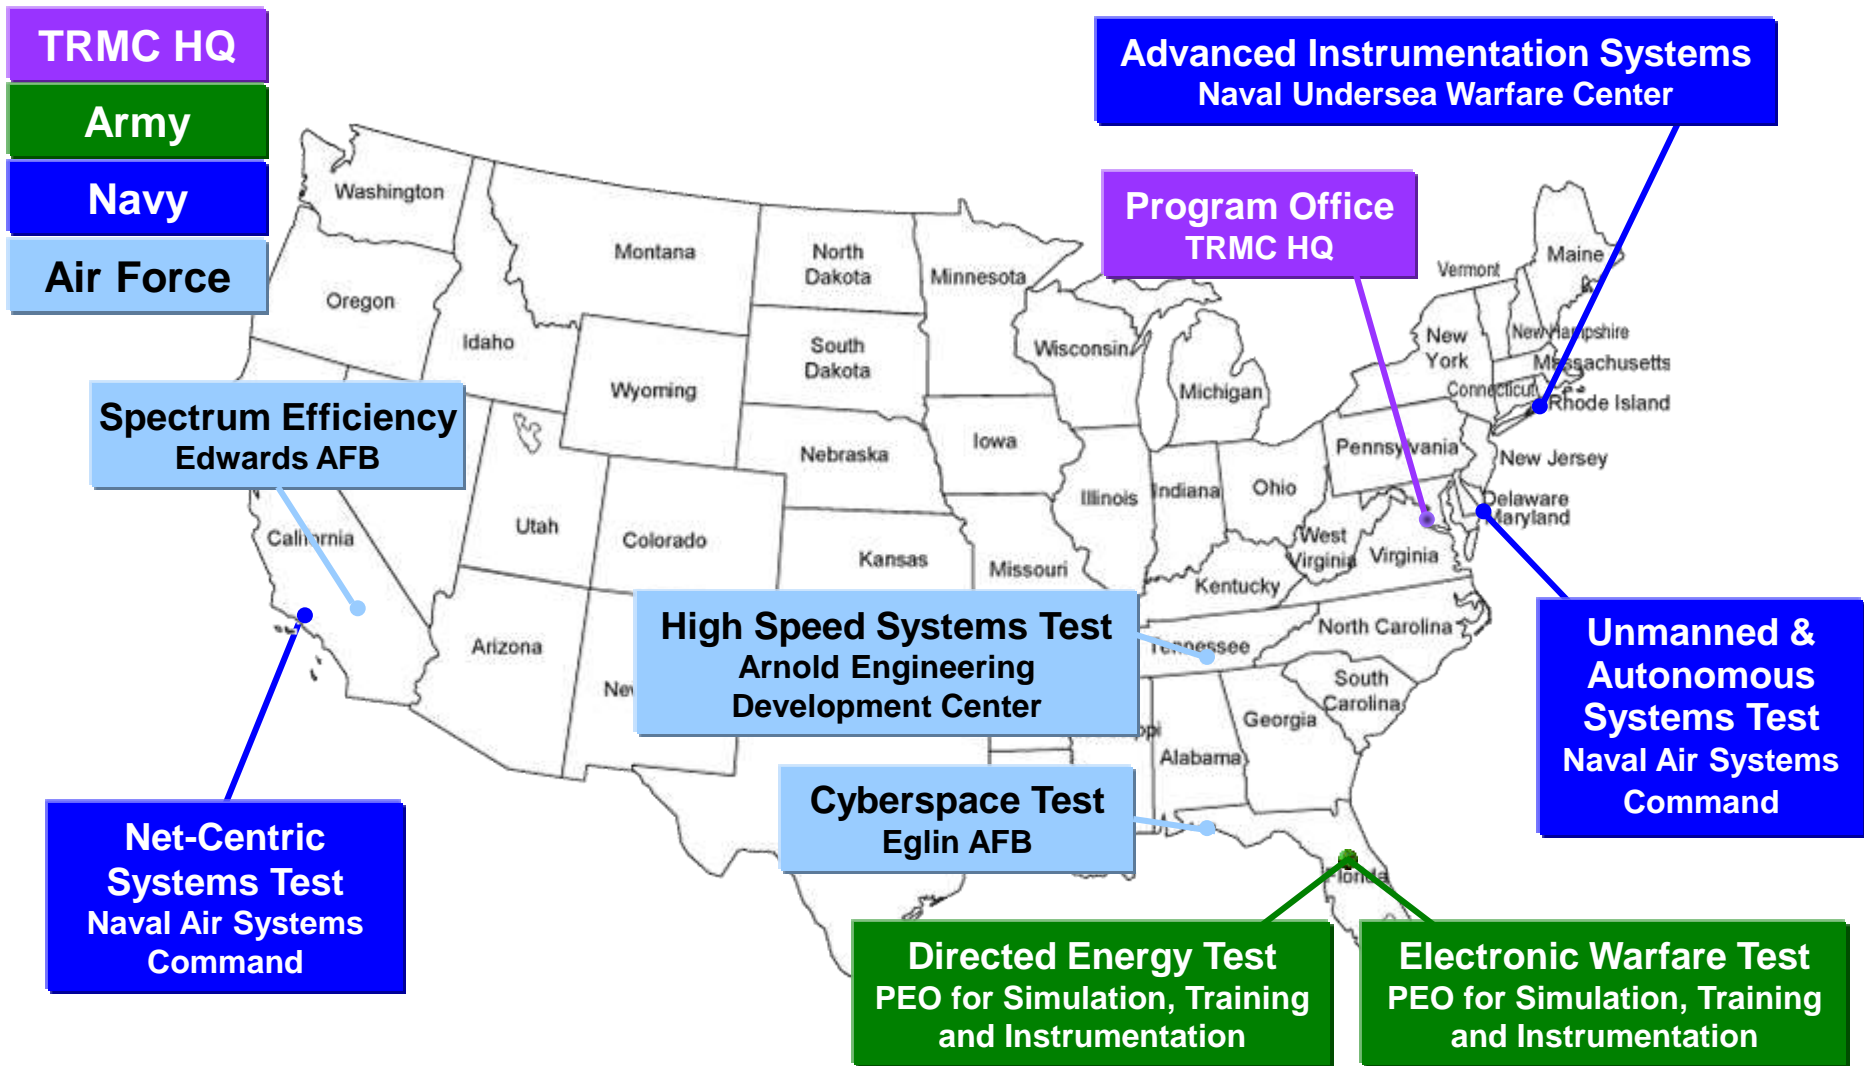 TRMC HQ
Army
Navy
Air Force
Advanced Instrumentation Systems
Naval Undersea Warfare Center
Program Office
TRMC HQ
Spectrum Efficiency
Edwards AFB
High Speed Systems Test
Arnold Engineering
Development Center
Cyberspace Test
Eglin AFB
Net-Centric
Systems Test
Naval Air Systems
Command
Unmanned &
Autonomous
Systems Test
Naval Air Systems
Command
Directed Energy Test
PEO for Simulation, Training
and Instrumentation
Electronic Warfare Test
PEO for Simulation, Training
and Instrumentation
Washington
Oregon
Idaho
Montana
Wyoming
North
Dakota
South
Dakota
Minnesota
Wisconsin
Michigan
Nebraska
Iowa
Illinois
Indiana
Ohio
Pennsylvania
New
York
Vermont
Maine
New Hampshire
Massachusetts
Connecticut
Rhode Island
New Jersey
Delaware
Maryland
West
Virginia
Virginia
Kentucky
Tennessee
North Carolina
South
Carolina
Georgia
Alabama
Florida
California
Utah
Colorado
Kansas
Missouri
Arizona